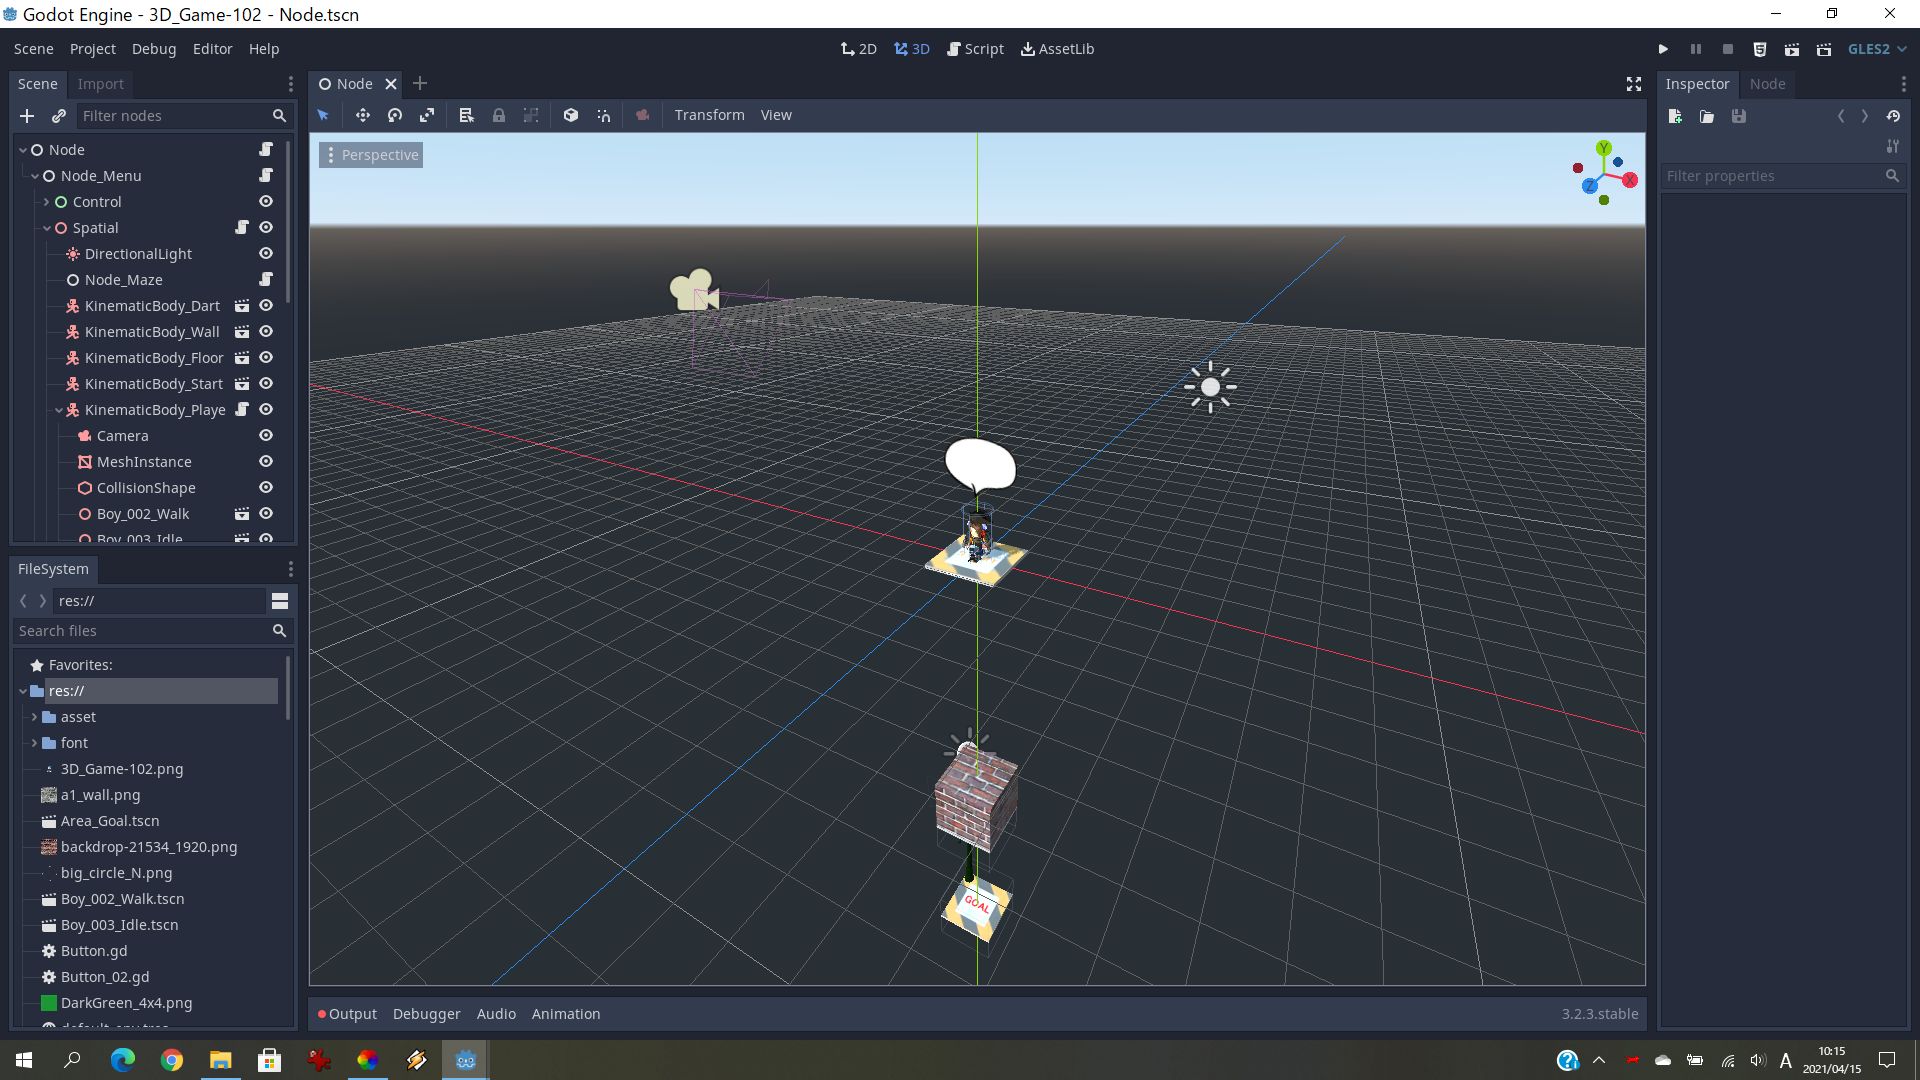 Godot Engine - 3D_Game-102 - Node.tscn
Scene Project Debug Editor Help
2D 3D Script AssetLib
GLES2
Scene Import
Node
Inspector Node
Filter nodes
Transform View
Perspective
Y
X
Z
Filter properties
Node
Node_Menu
Control
Spatial
DirectionalLight
Node_Maze
KinematicBody_Dart
KinematicBody_Wall
KinematicBody_Floor
KinematicBody_Start
KinematicBody_Playe
Camera
MeshInstance
CollisionShape
Boy_002_Walk
Boy_003_Idle
FileSystem
res://
Search files
Favorites:
res://
asset
font
3D_Game-102.png
a1_wall.png
Area_Goal.tscn
backdrop-21534_1920.png
big_circle_N.png
Boy_002_Walk.tscn
Boy_003_Idle.tscn
Button.gd
Button_02.gd
DarkGreen_4x4.png
GOAL
Output Debugger Audio Animation
3.2.3.stable
A
10:15
2021/04/15